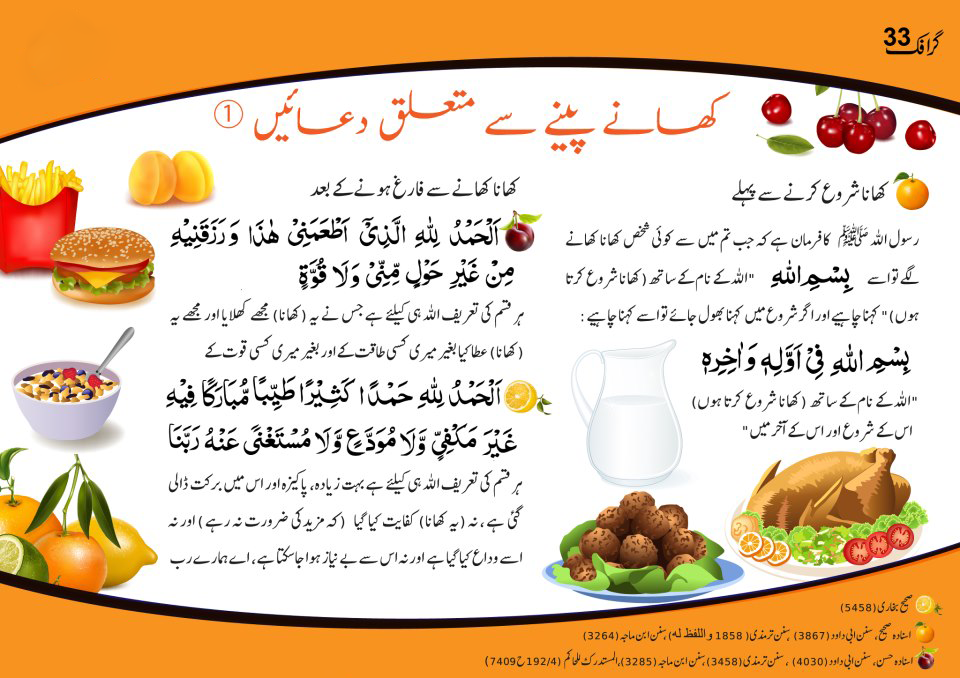 گرافک 33
کھانے پینے سے متعلق دعائیں ①
کھانا شروع کرنے سے پہلے
رسول اللہ ﷺ کا فرمان ہے کہ جب تم میں سے کوئی شخص کھانا کھانے
لگے تو اسے بِسْمِ اللّٰهِ "اللہ کے نام کے ساتھ (کھانا شروع کرتا
ہوں)" کہنا چاہیے اور اگر شروع میں کہنا بھول جائے تو اسے کہنا چاہیے :
بِسْمِ اللّٰهِ فِيْ اَوَّلِهٖ وَاٰخِرِهٖ
"اللہ کے نام کے ساتھ (کھانا شروع کرتا ہوں)
اس کے شروع اور اس کے آخر میں"
کھانا کھانے سے فارغ ہونے کے بعد
اَلْحَمْدُ لِلّٰهِ الَّذِيْٓ اَطْعَمَنِيْ هٰذَا وَرَزَقَنِيْهِ
مِنْ غَيْرِ حَوْلٍ مِّنِّيْ وَلَا قُوَّةٍ
ہر قسم کی تعریف اللہ ہی کیلئے ہے جس نے یہ (کھانا) مجھے کھلایا اور مجھے یہ
(کھانا) عطا کیا بغیر میری کسی طاقت کے اور بغیر میری کسی قوت کے
اَلْحَمْدُ لِلّٰهِ حَمْدًا كَثِيْرًا طَيِّبًا مُّبَارَكًا فِيْهِ
غَيْرَ مَكْفِيٍّ وَّلَا مُوَدَّعٍ وَّلَا مُسْتَغْنًى عَنْهُ رَبَّنَا
ہر قسم کی تعریف اللہ ہی کیلئے ہے بہت زیادہ، پاکیزہ اور اس میں برکت ڈالی
گئی ہے، نہ (یہ کھانا) کفایت کیا گیا (کہ مزید کی ضرورت نہ رہے) اور نہ
اسے وداع کیا گیا ہے اور نہ اس سے بے نیاز ہوا جا سکتا ہے، اے ہمارے رب
صحیح بخاری (5458)
اسنادہ صحیح، سنن ابی داود (3867) سنن ترمذی (1858 واللفظ له) سنن ابن ماجہ (3264)
اسنادہ حسن، سنن ابی داود (4030) ، سنن ترمذی (3458) سنن ابن ماجہ (3285)، المستدرک للحاکم (192/4 ح 7409)